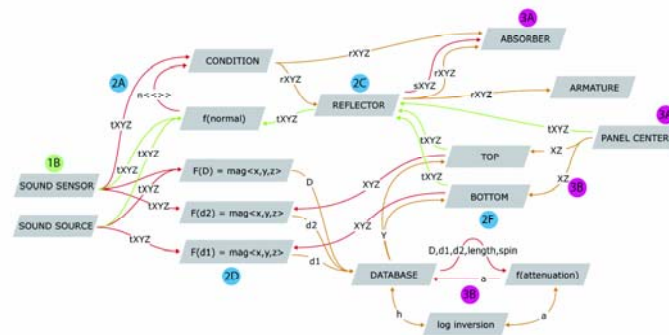 3A
ABSORBER
CONDITION
rXYZ
2A
rXYZ
rXYZ
sXYZ
2C
n<<>>
REFLECTOR
rXYZ
ARMATURE
f(normal)
tXYZ
tXYZ
tXYZ
3A
PANEL CENTER
1B
tXYZ
tXYZ
TOP
XZ
SOUND SENSOR
F(D) = mag<x,y,z>
D
XYZ
tXYZ
XZ
3B
tXYZ
tXYZ
BOTTOM
F(d2) = mag<x,y,z>
SOUND SOURCE
d2
XYZ
Y
2F
tXYZ
F(d1) = mag<x,y,z>
d1
D,d1,d2,length,spin
2D
DATABASE
a
f(attenuation)
3B
h
log inversion
a